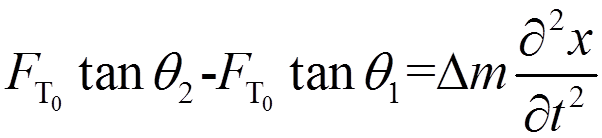 F_{T_0} tan θ_2-F_{T_0} tan θ_1=Δm ∂²x/∂t²